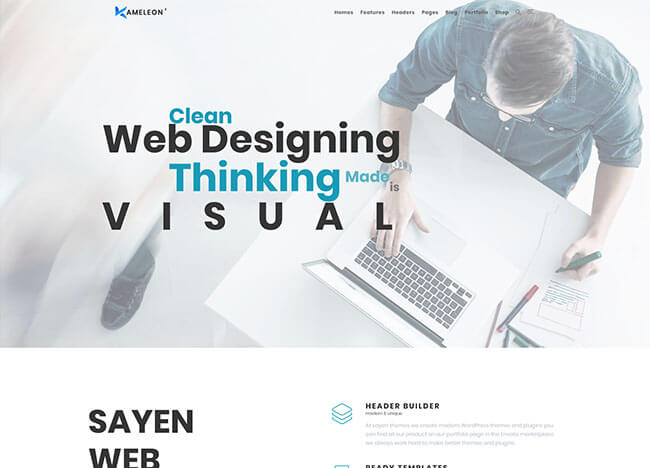 KAMELEON
Homes Features Headers Pages Blog Portfolio Shop
Clean
Web Designing
Thinking Made is
VISUAL
SAYEN
WEB
HEADER BUILDER
modern & unique
At sayen themes we create modern WordPress themes and plugins you
can find all our product on our portfolio page in the Envato marketplace
we always work hard to make better themes and plugins.
READY TEMPLATES